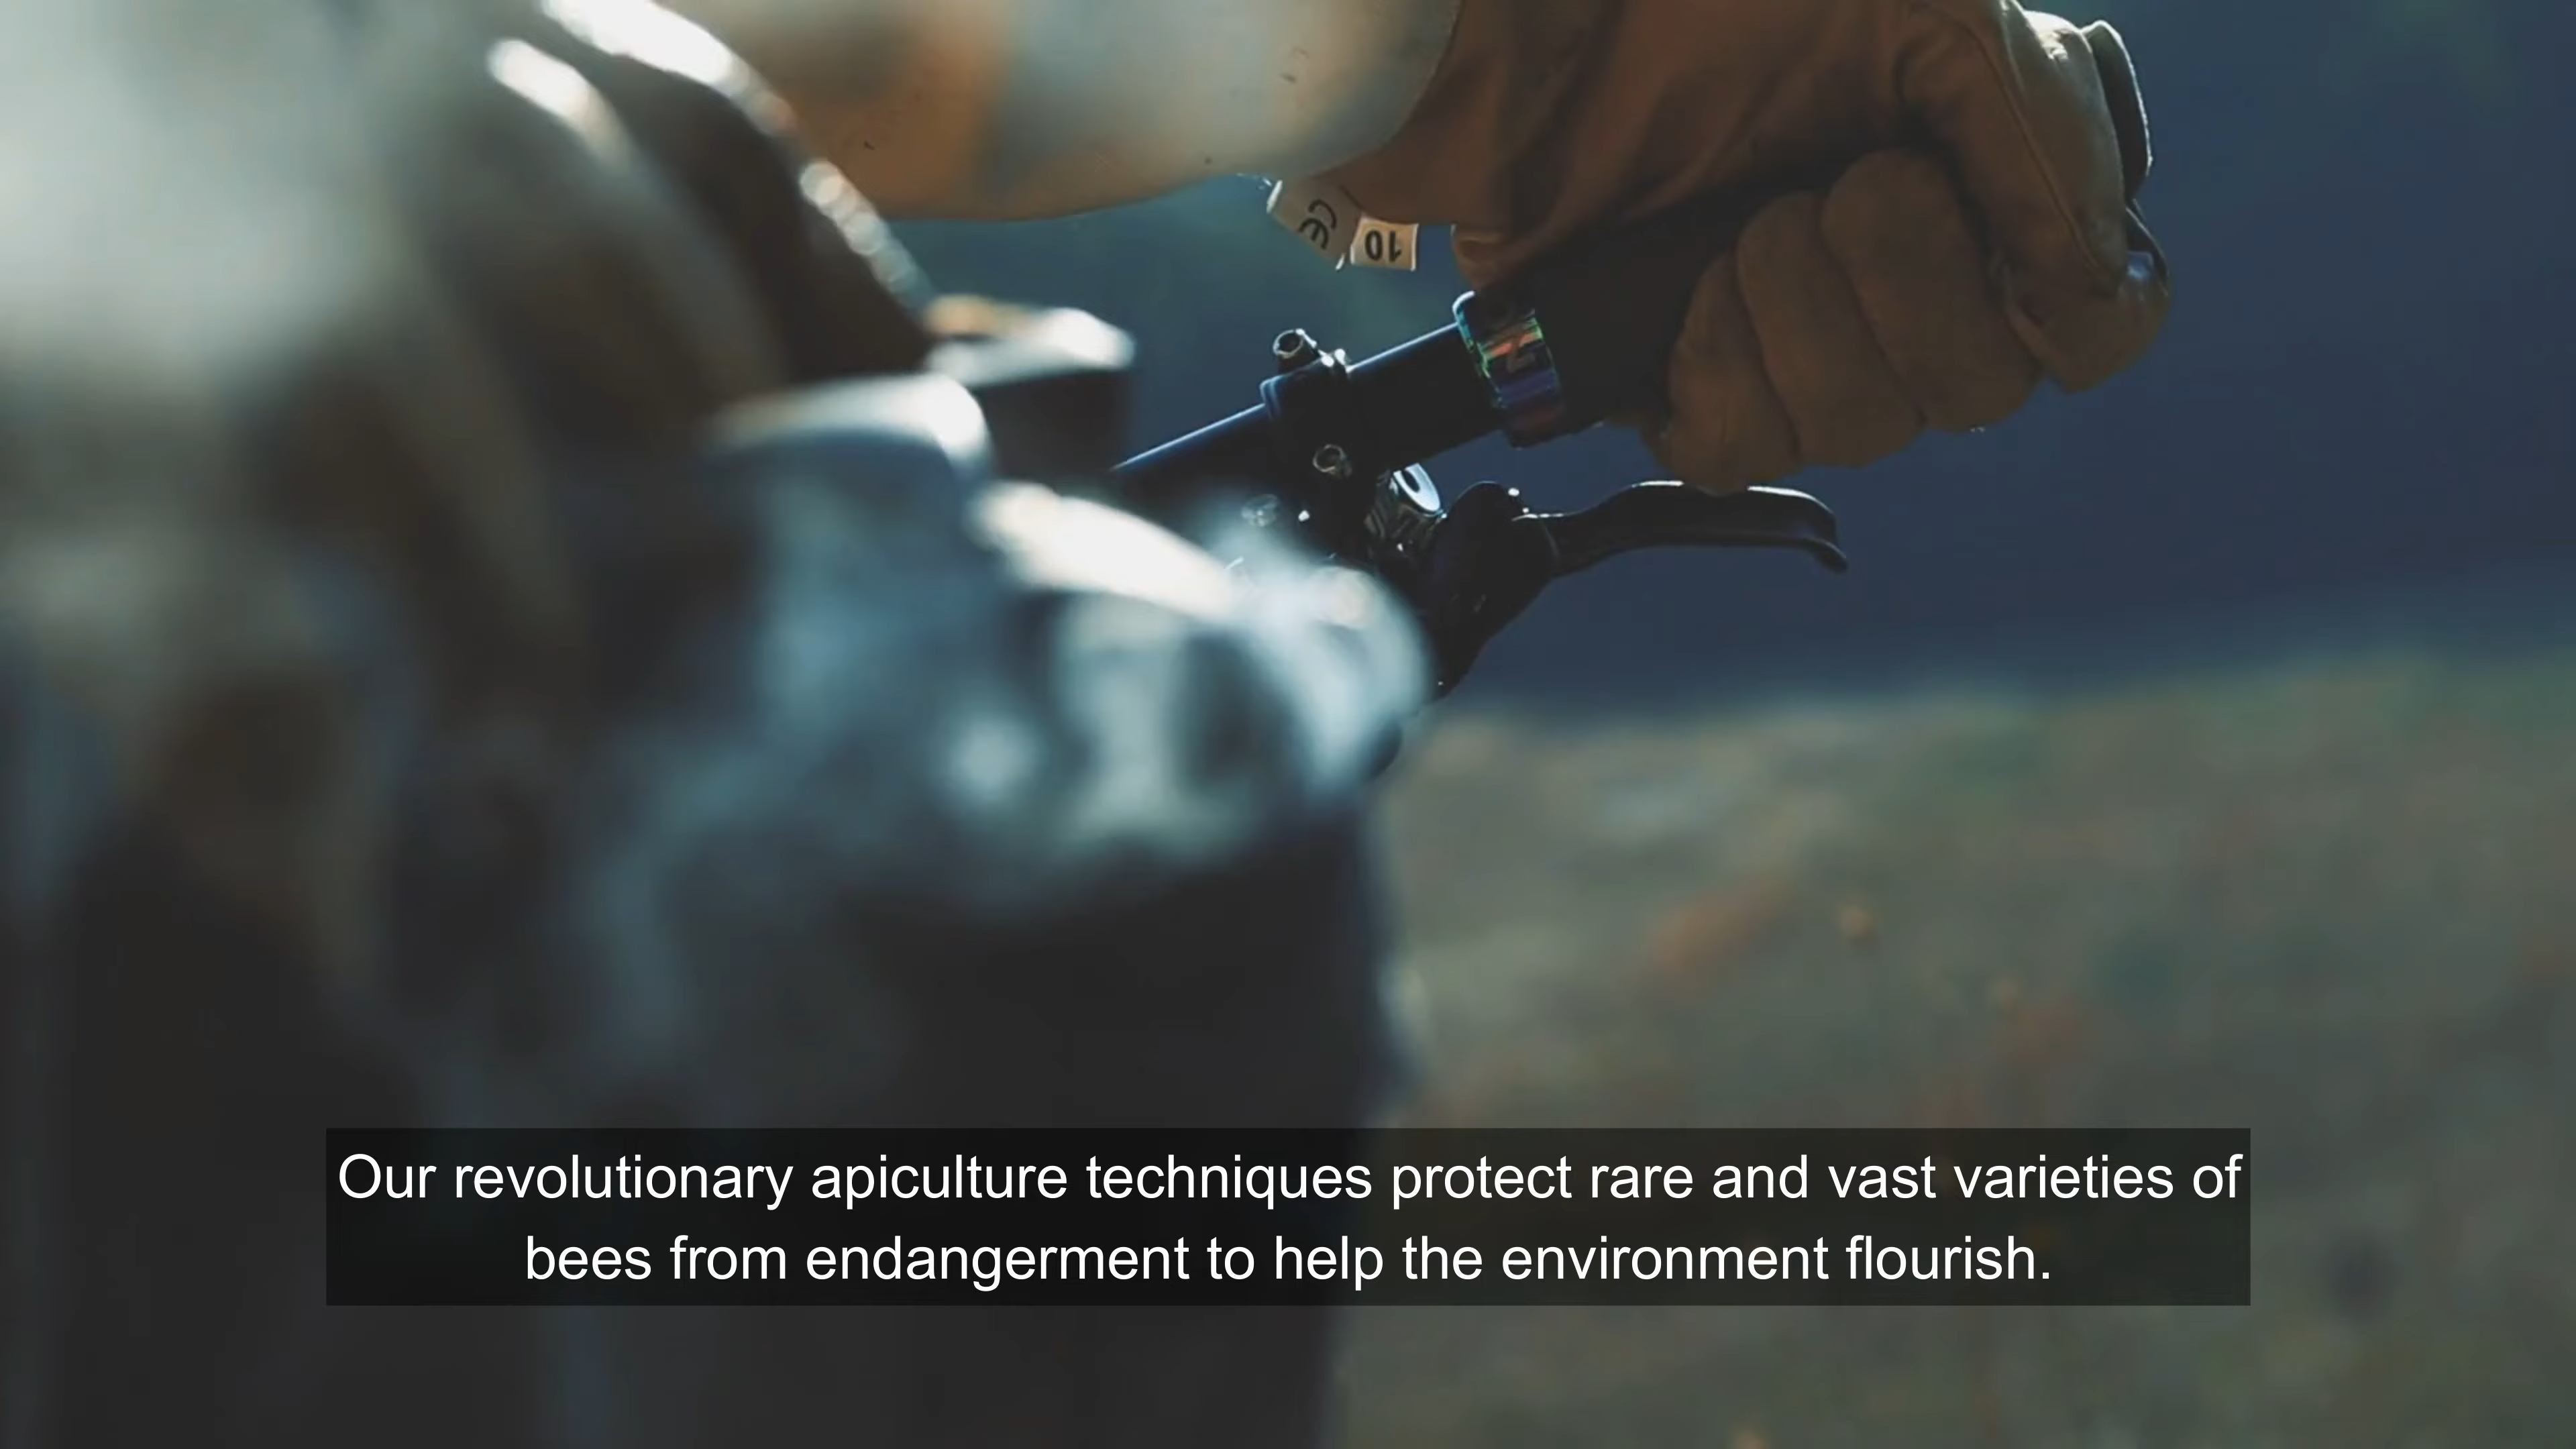 CE
10
Our revolutionary apiculture techniques protect rare and vast varieties of
bees from endangerment to help the environment flourish.